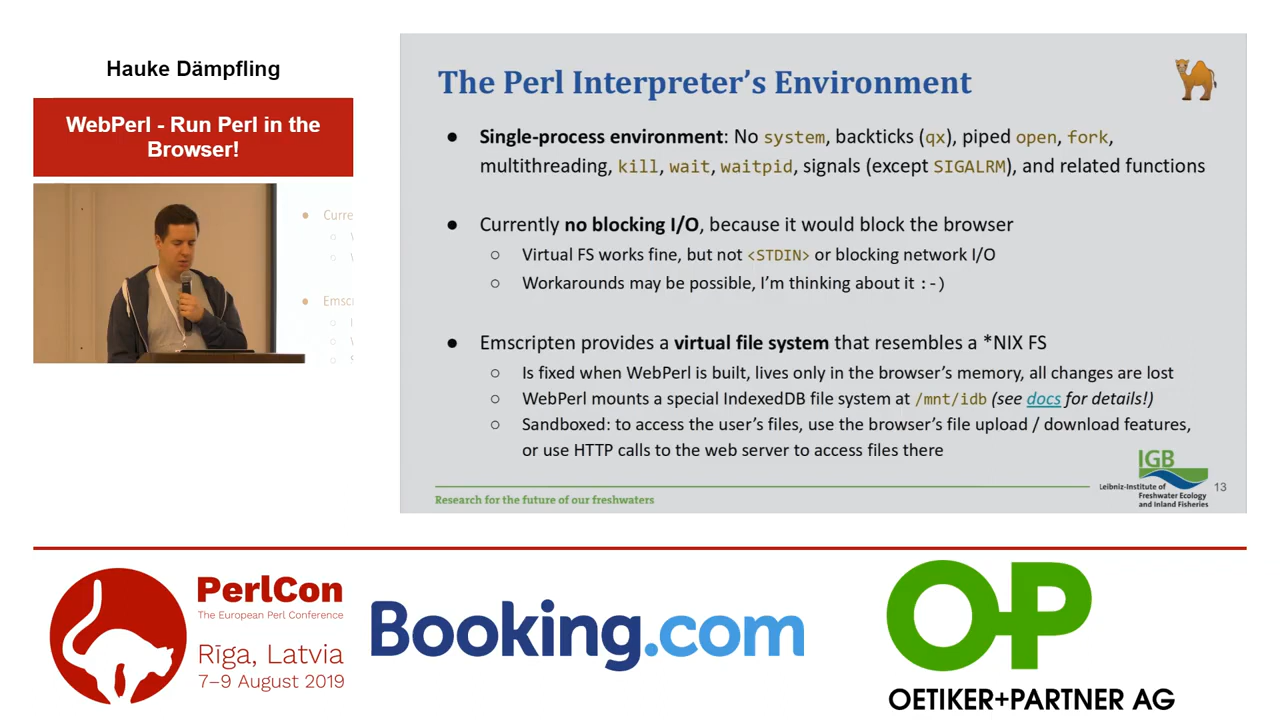 Hauke Dämpfling
WebPerl - Run Perl in the
Browser!
Curre
Emsc
The Perl Interpreter's Environment
● Single-process environment: No system, backticks (qx), piped open, fork,
multithreading, kill, wait, waitpid, signals (except SIGALRM), and related functions
● Currently no blocking I/O, because it would block the browser
○ Virtual FS works fine, but not <STDIN> or blocking network I/O
○ Workarounds may be possible, I'm thinking about it :-)
● Emscripten provides a virtual file system that resembles a *NIX FS
○ Is fixed when WebPerl is built, lives only in the browser's memory, all changes are lost
○ WebPerl mounts a special IndexedDB file system at /mnt/idb (see docs for details!)
○ Sandboxed: to access the user's files, use the browser's file upload / download features,
or use HTTP calls to the web server to access files there
Research for the future of our freshwaters
IGB
Leibniz-Institute of
Freshwater Ecology
and Inland Fisheries
13
PerlCon
The European Perl Conference
Rīga, Latvia
7–9 August 2019
Booking.com
O+P
OETIKER+PARTNER AG